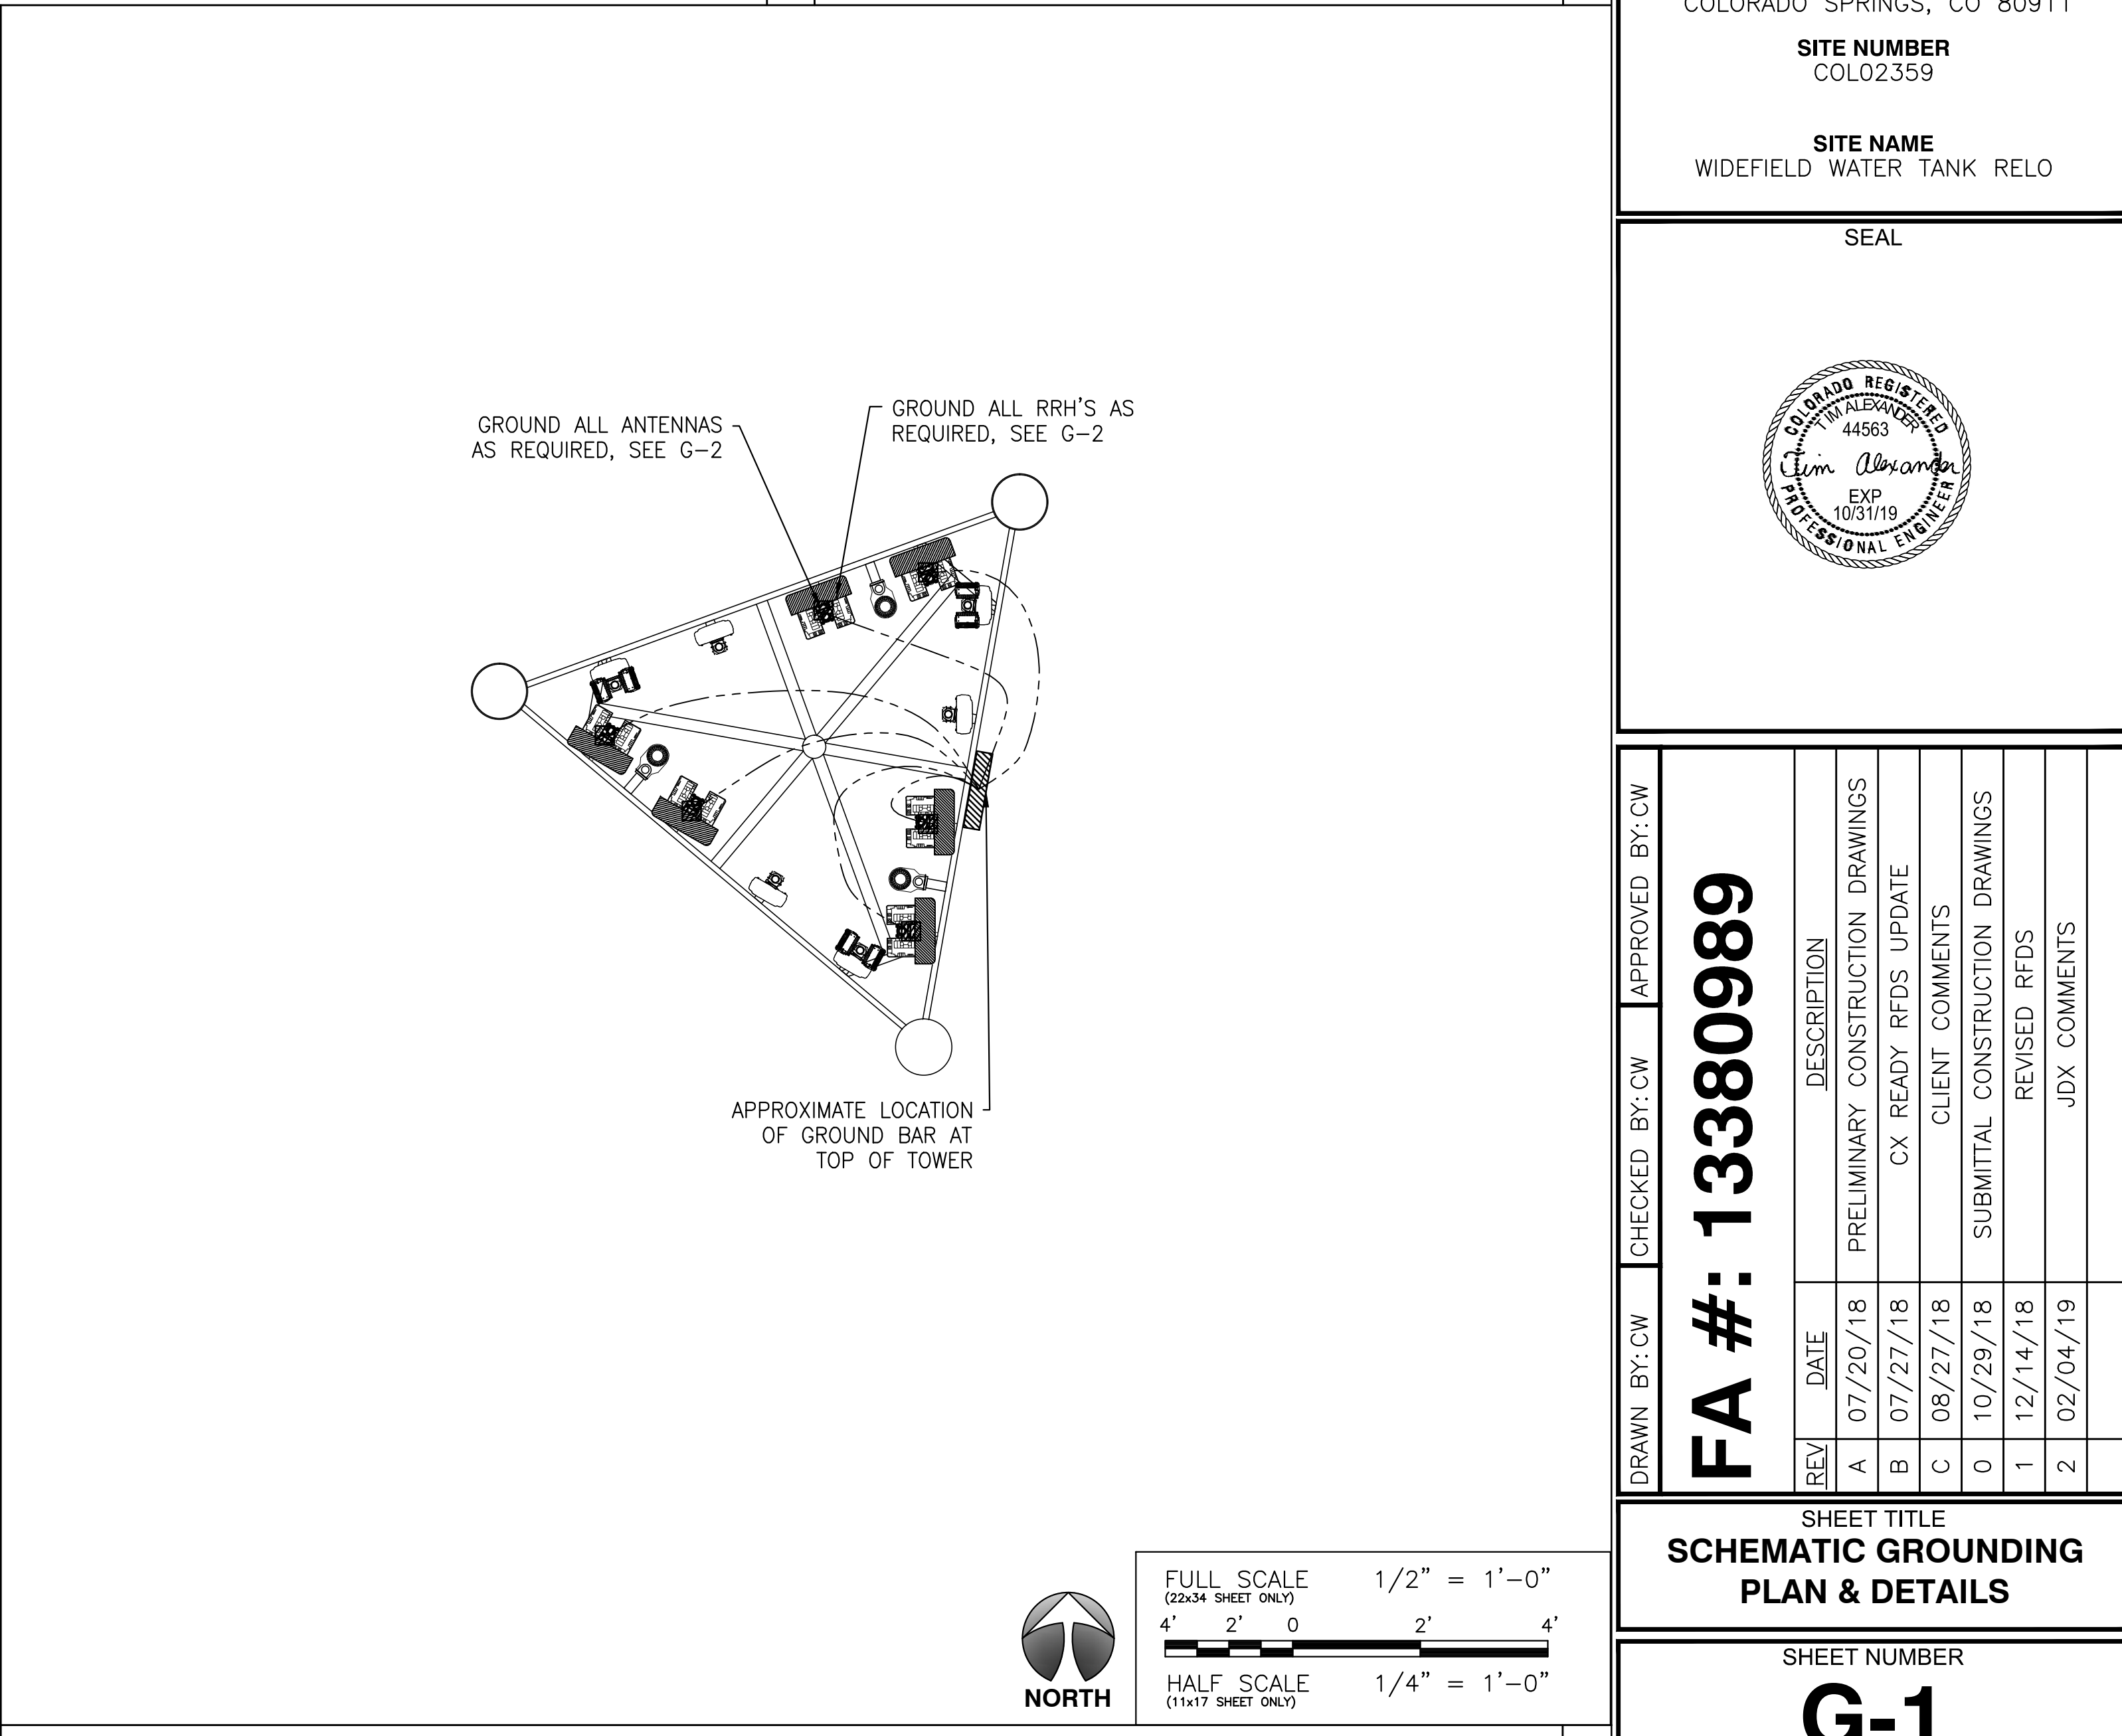 GROUND ALL ANTENNAS
AS REQUIRED, SEE G-2
GROUND ALL RRH'S AS
REQUIRED, SEE G-2
APPROXIMATE LOCATION
OF GROUND BAR AT
TOP OF TOWER
NORTH
FULL SCALE 1/2" = 1'-0"
(22x34 SHEET ONLY)
4' 2' 0 2' 4'
HALF SCALE 1/4" = 1'-0"
(11x17 SHEET ONLY)
COLORADO SPRINGS, CO 80911
SITE NUMBER
COL02359
SITE NAME
WIDEFIELD WATER TANK RELO
SEAL
COLORADO REGISTERED
TIM ALEXANDER
44563
Tim Alexander
EXP
10/31/19
PROFESSIONAL ENGINEER
DRAWN BY: CW CHECKED BY: CW APPROVED BY: CW
FA #: 13380989
REV DATE DESCRIPTION
A 07/20/18 PRELIMINARY CONSTRUCTION DRAWINGS
B 07/27/18 CX READY RFDS UPDATE
C 08/27/18 CLIENT COMMENTS
0 10/29/18 SUBMITTAL CONSTRUCTION DRAWINGS
1 12/14/18 REVISED RFDS
2 02/04/19 JDX COMMENTS
SHEET TITLE
SCHEMATIC GROUNDING
PLAN & DETAILS
SHEET NUMBER
G-1